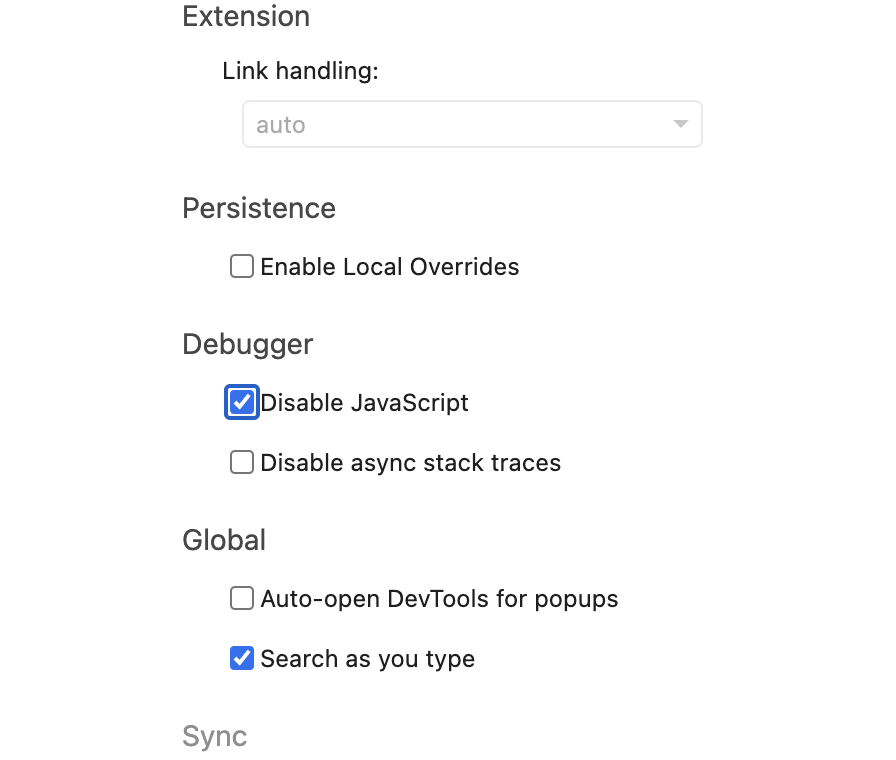 Extension
Link handling:
auto
Persistence
Enable Local Overrides
Debugger
Disable JavaScript
Disable async stack traces
Global
Auto-open DevTools for popups
Search as you type
Sync